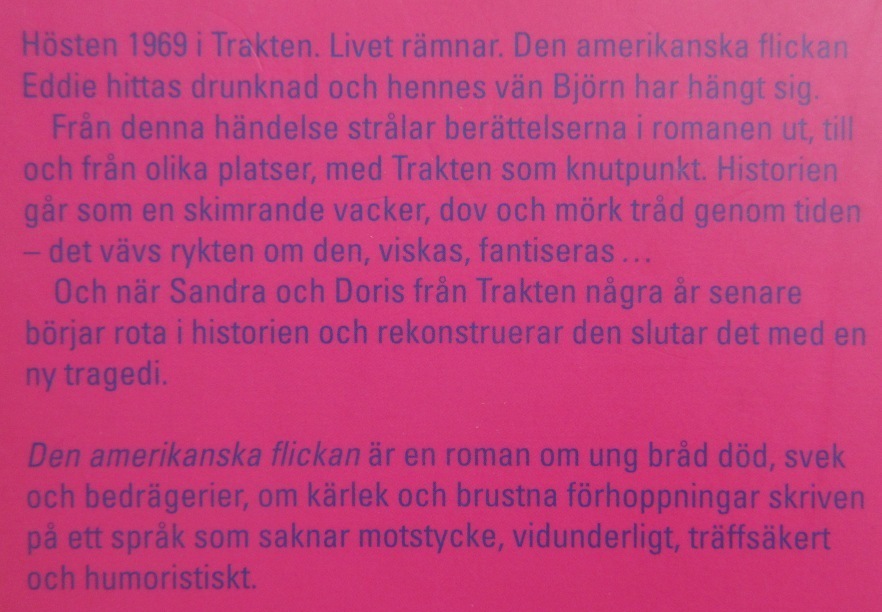 Hösten 1969 i Trakten. Livet rämnar. Den amerikanska flickan
Eddie hittas drunknad och hennes vän Björn har hängt sig.
Från denna händelse strålar berättelserna i romanen ut, till
och från olika platser, med Trakten som knutpunkt. Historien
går som en skimrande vacker, dov och mörk tråd genom tiden
– det vävs rykten om den, viskas, fantiseras ...
Och när Sandra och Doris från Trakten några år senare
börjar rota i historien och rekonstruerar den slutar det med en
ny tragedi.
Den amerikanska flickan är en roman om ung bråd död, svek
och bedrägerier, om kärlek och brustna förhoppningar skriven
på ett språk som saknar motstycke, vidunderligt, träffsäkert
och humoristiskt.